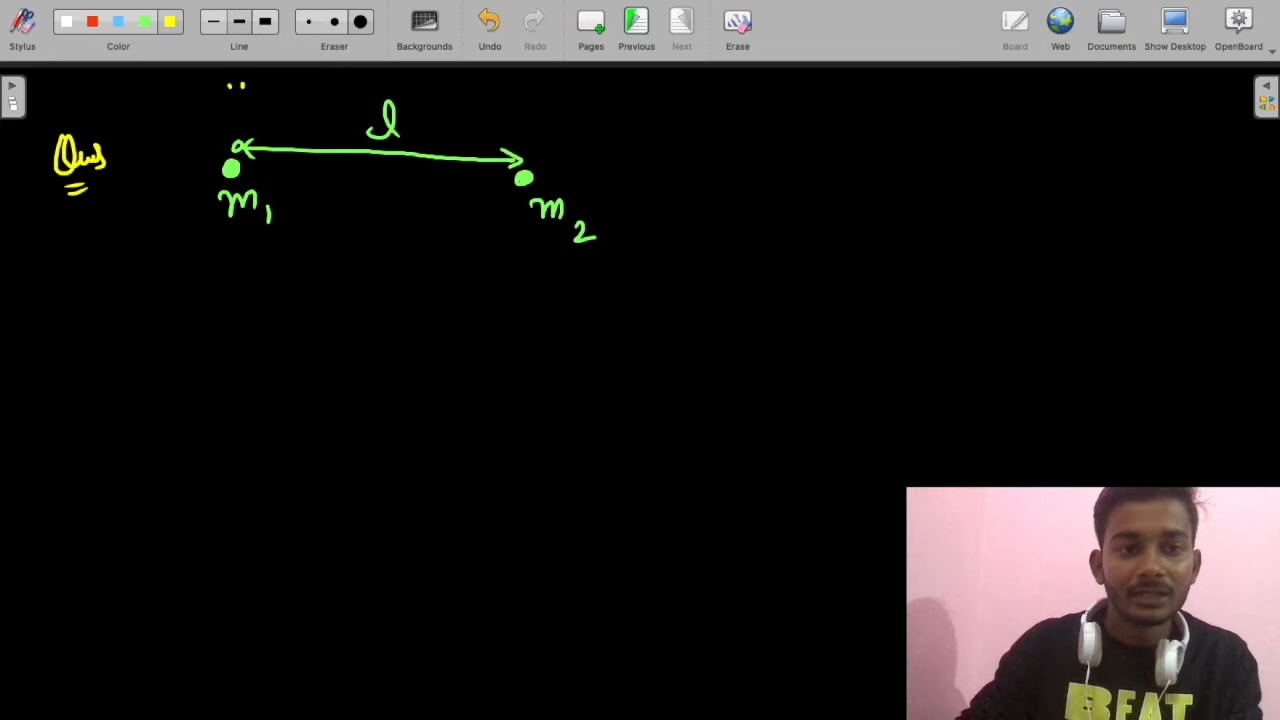 Stylus Color Line Eraser Backgrounds Undo Redo Pages Previous Next Erase Board Web Documents Show Desktop OpenBoard
l
Ques
m1
m2
BEAT